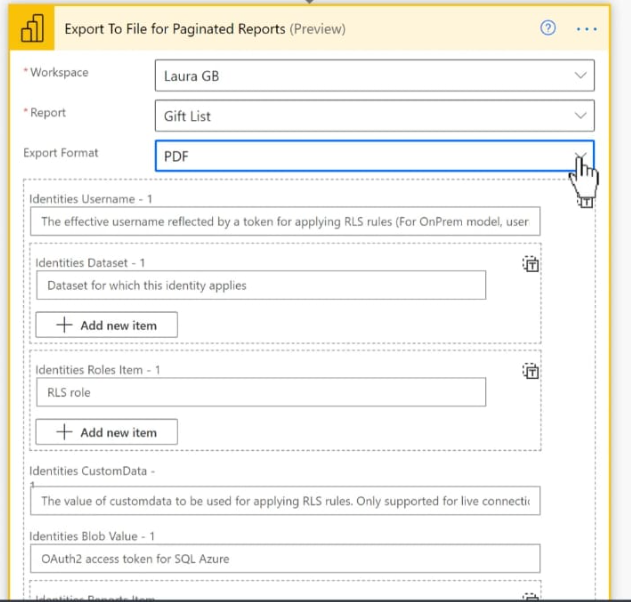 Export To File for Paginated Reports (Preview)
* Workspace
Laura GB
* Report
Gift List
Export Format
PDF
Identities Username - 1
The effective username reflected by a token for applying RLS rules (For OnPrem model, user
Identities Dataset - 1
Dataset for which this identity applies
Add new item
Identities Roles Item - 1
RLS role
Add new item
Identities CustomData -
1
The value of customdata to be used for applying RLS rules. Only supported for live connectio
Identities Blob Value - 1
OAuth2 access token for SQL Azure
Identities Reports Item